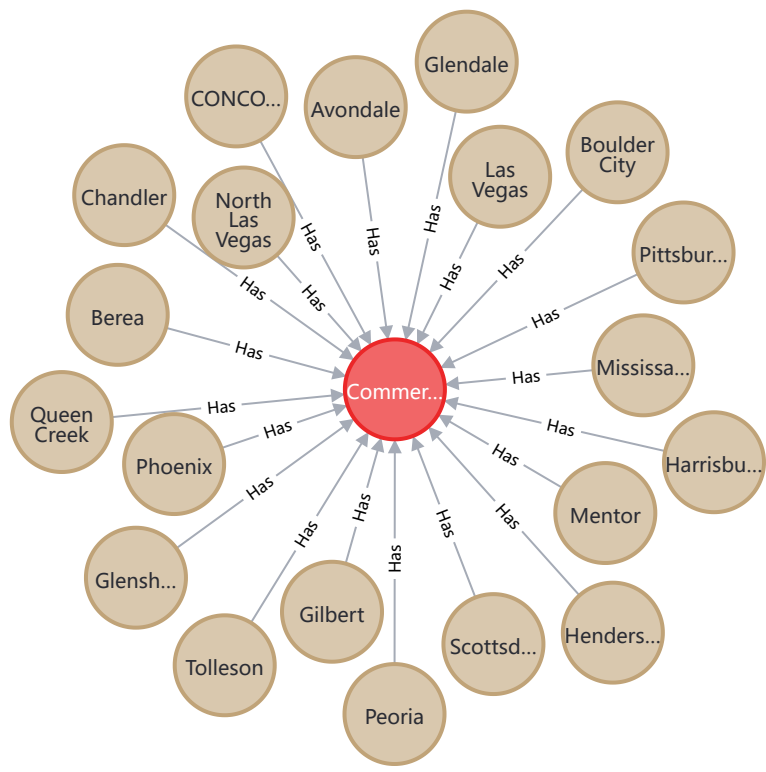 Glendale
CONCO...
Avondale
Boulder
City
Las
Vegas
Chandler
North
Las
Vegas
Has
Has
Has
Has
Pittsbur...
Has
Has
Has
Has
Berea
Has
Has
Mississa...
Has
Commer...
Queen
Creek
Has
Has
Has
Phoenix
Has
Harrisbu...
Has
Has
Mentor
Has
Has
Has
Has
Glensh...
Gilbert
Scottsd...
Henders...
Tolleson
Peoria